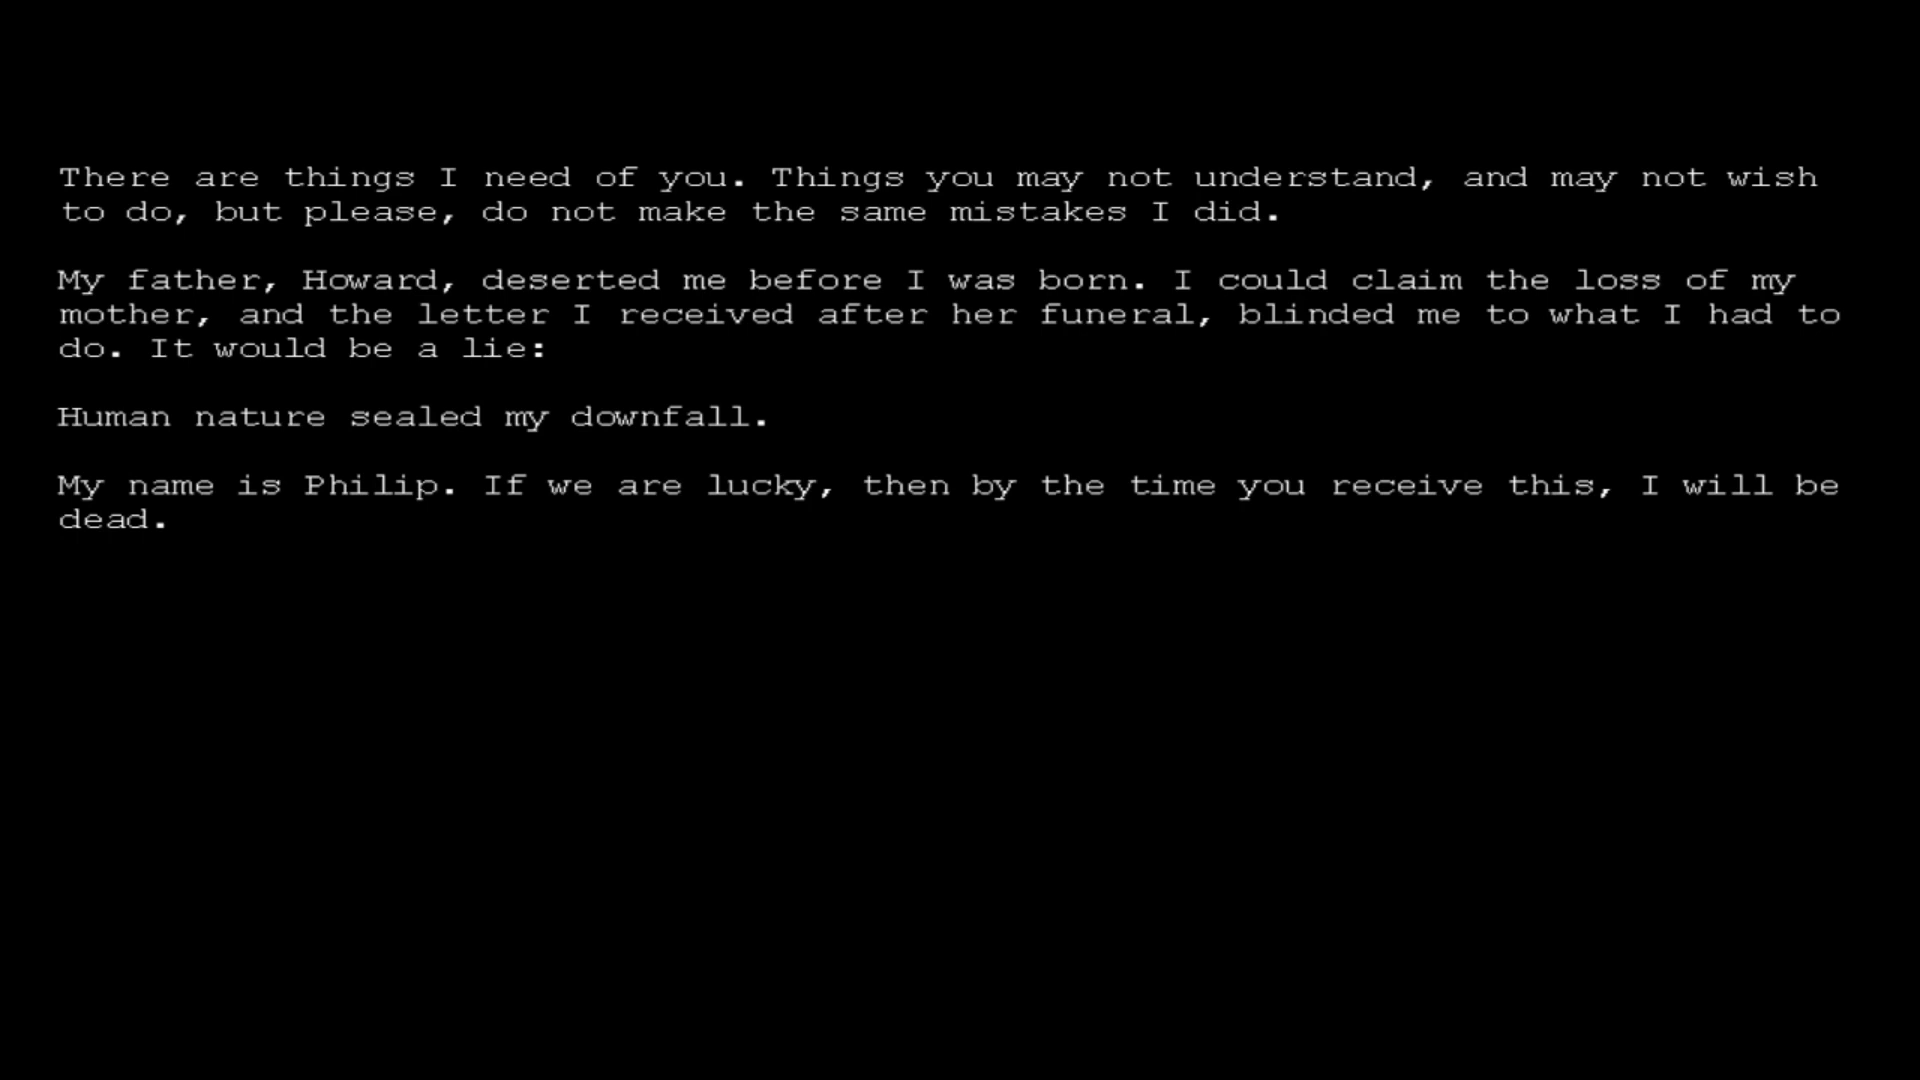 There are things I need of you. Things you may not understand, and may not wish
to do, but please, do not make the same mistakes I did.
My father, Howard, deserted me before I was born. I could claim the loss of my
mother, and the letter I received after her funeral, blinded me to what I had to
do. It would be a lie:
Human nature sealed my downfall.
My name is Philip. If we are lucky, then by the time you receive this, I will be
dead.